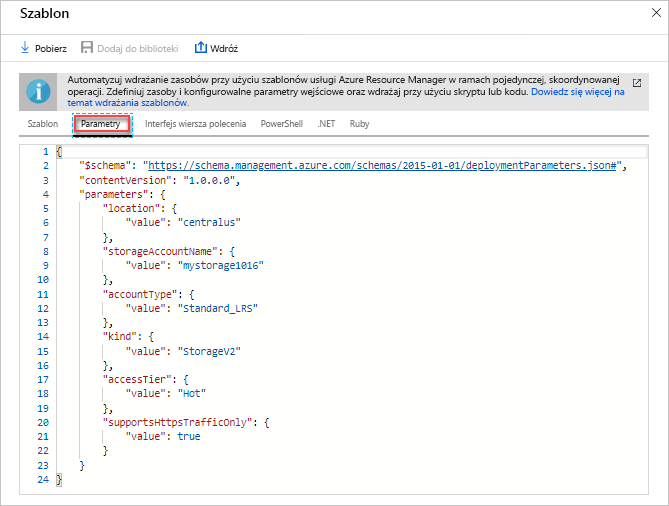 Szablon
Pobierz Dodaj do biblioteki Wdróż
Automatyzuj wdrażanie zasobów przy użyciu szablonów usługi Azure Resource Manager w ramach pojedynczej, skoordynowanej
operacji. Zdefiniuj zasoby i konfigurowalne parametry wejściowe oraz wdrażaj przy użyciu skryptu lub kodu. Dowiedz się więcej na
temat wdrażania szablonów.
Szablon Parametry Interfejs wiersza polecenia PowerShell .NET Ruby
1 {
2 "$schema": "https://schema.management.azure.com/schemas/2015-01-01/deploymentParameters.json#",
3 "contentVersion": "1.0.0.0",
4 "parameters": {
5 "location": {
6 "value": "centralus"
7 },
8 "storageAccountName": {
9 "value": "mystorage1016"
10 },
11 "accountType": {
12 "value": "Standard_LRS"
13 },
14 "kind": {
15 "value": "StorageV2"
16 },
17 "accessTier": {
18 "value": "Hot"
19 },
20 "supportsHttpsTrafficOnly": {
21 "value": true
22 }
23 }
24 }